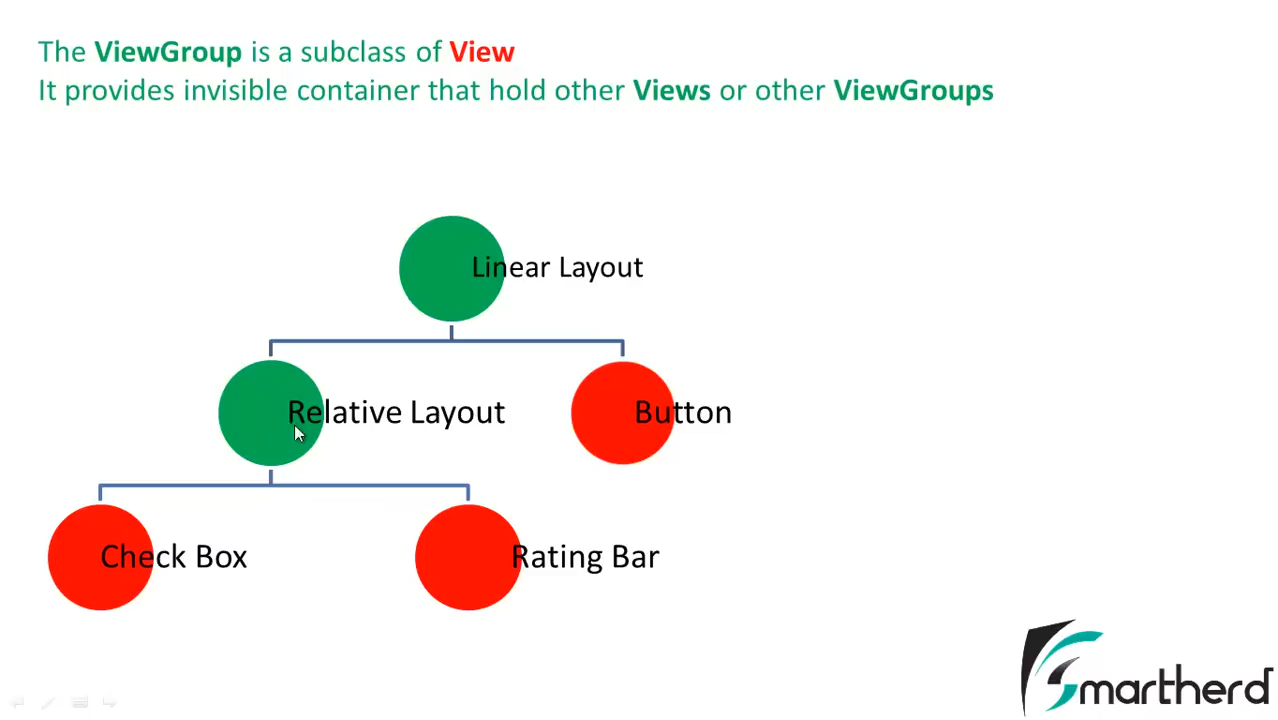 The ViewGroup is a subclass of View
It provides invisible container that hold other Views or other ViewGroups
Linear Layout
Relative Layout
Button
Check Box
Rating Bar
Smartherd